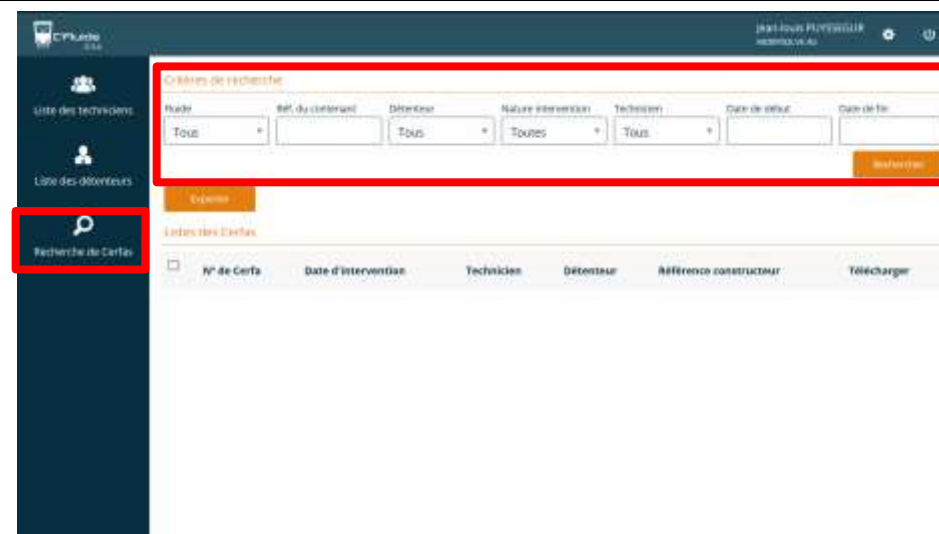 C'Fluide
Jean-louis PUYSSEGUR
Liste des techniciens
Liste des détenteurs
Recherche de Cerfas
Critères de recherche
Fluide Réf. du contenant Détenteur Nature intervention Technicien Date de début Date de fin
Tous Tous Toutes Tous
Rechercher
Exporter
Listes des Cerfas
N° de Cerfa Date d'intervention Technicien Détenteur Référence constructeur Télécharger